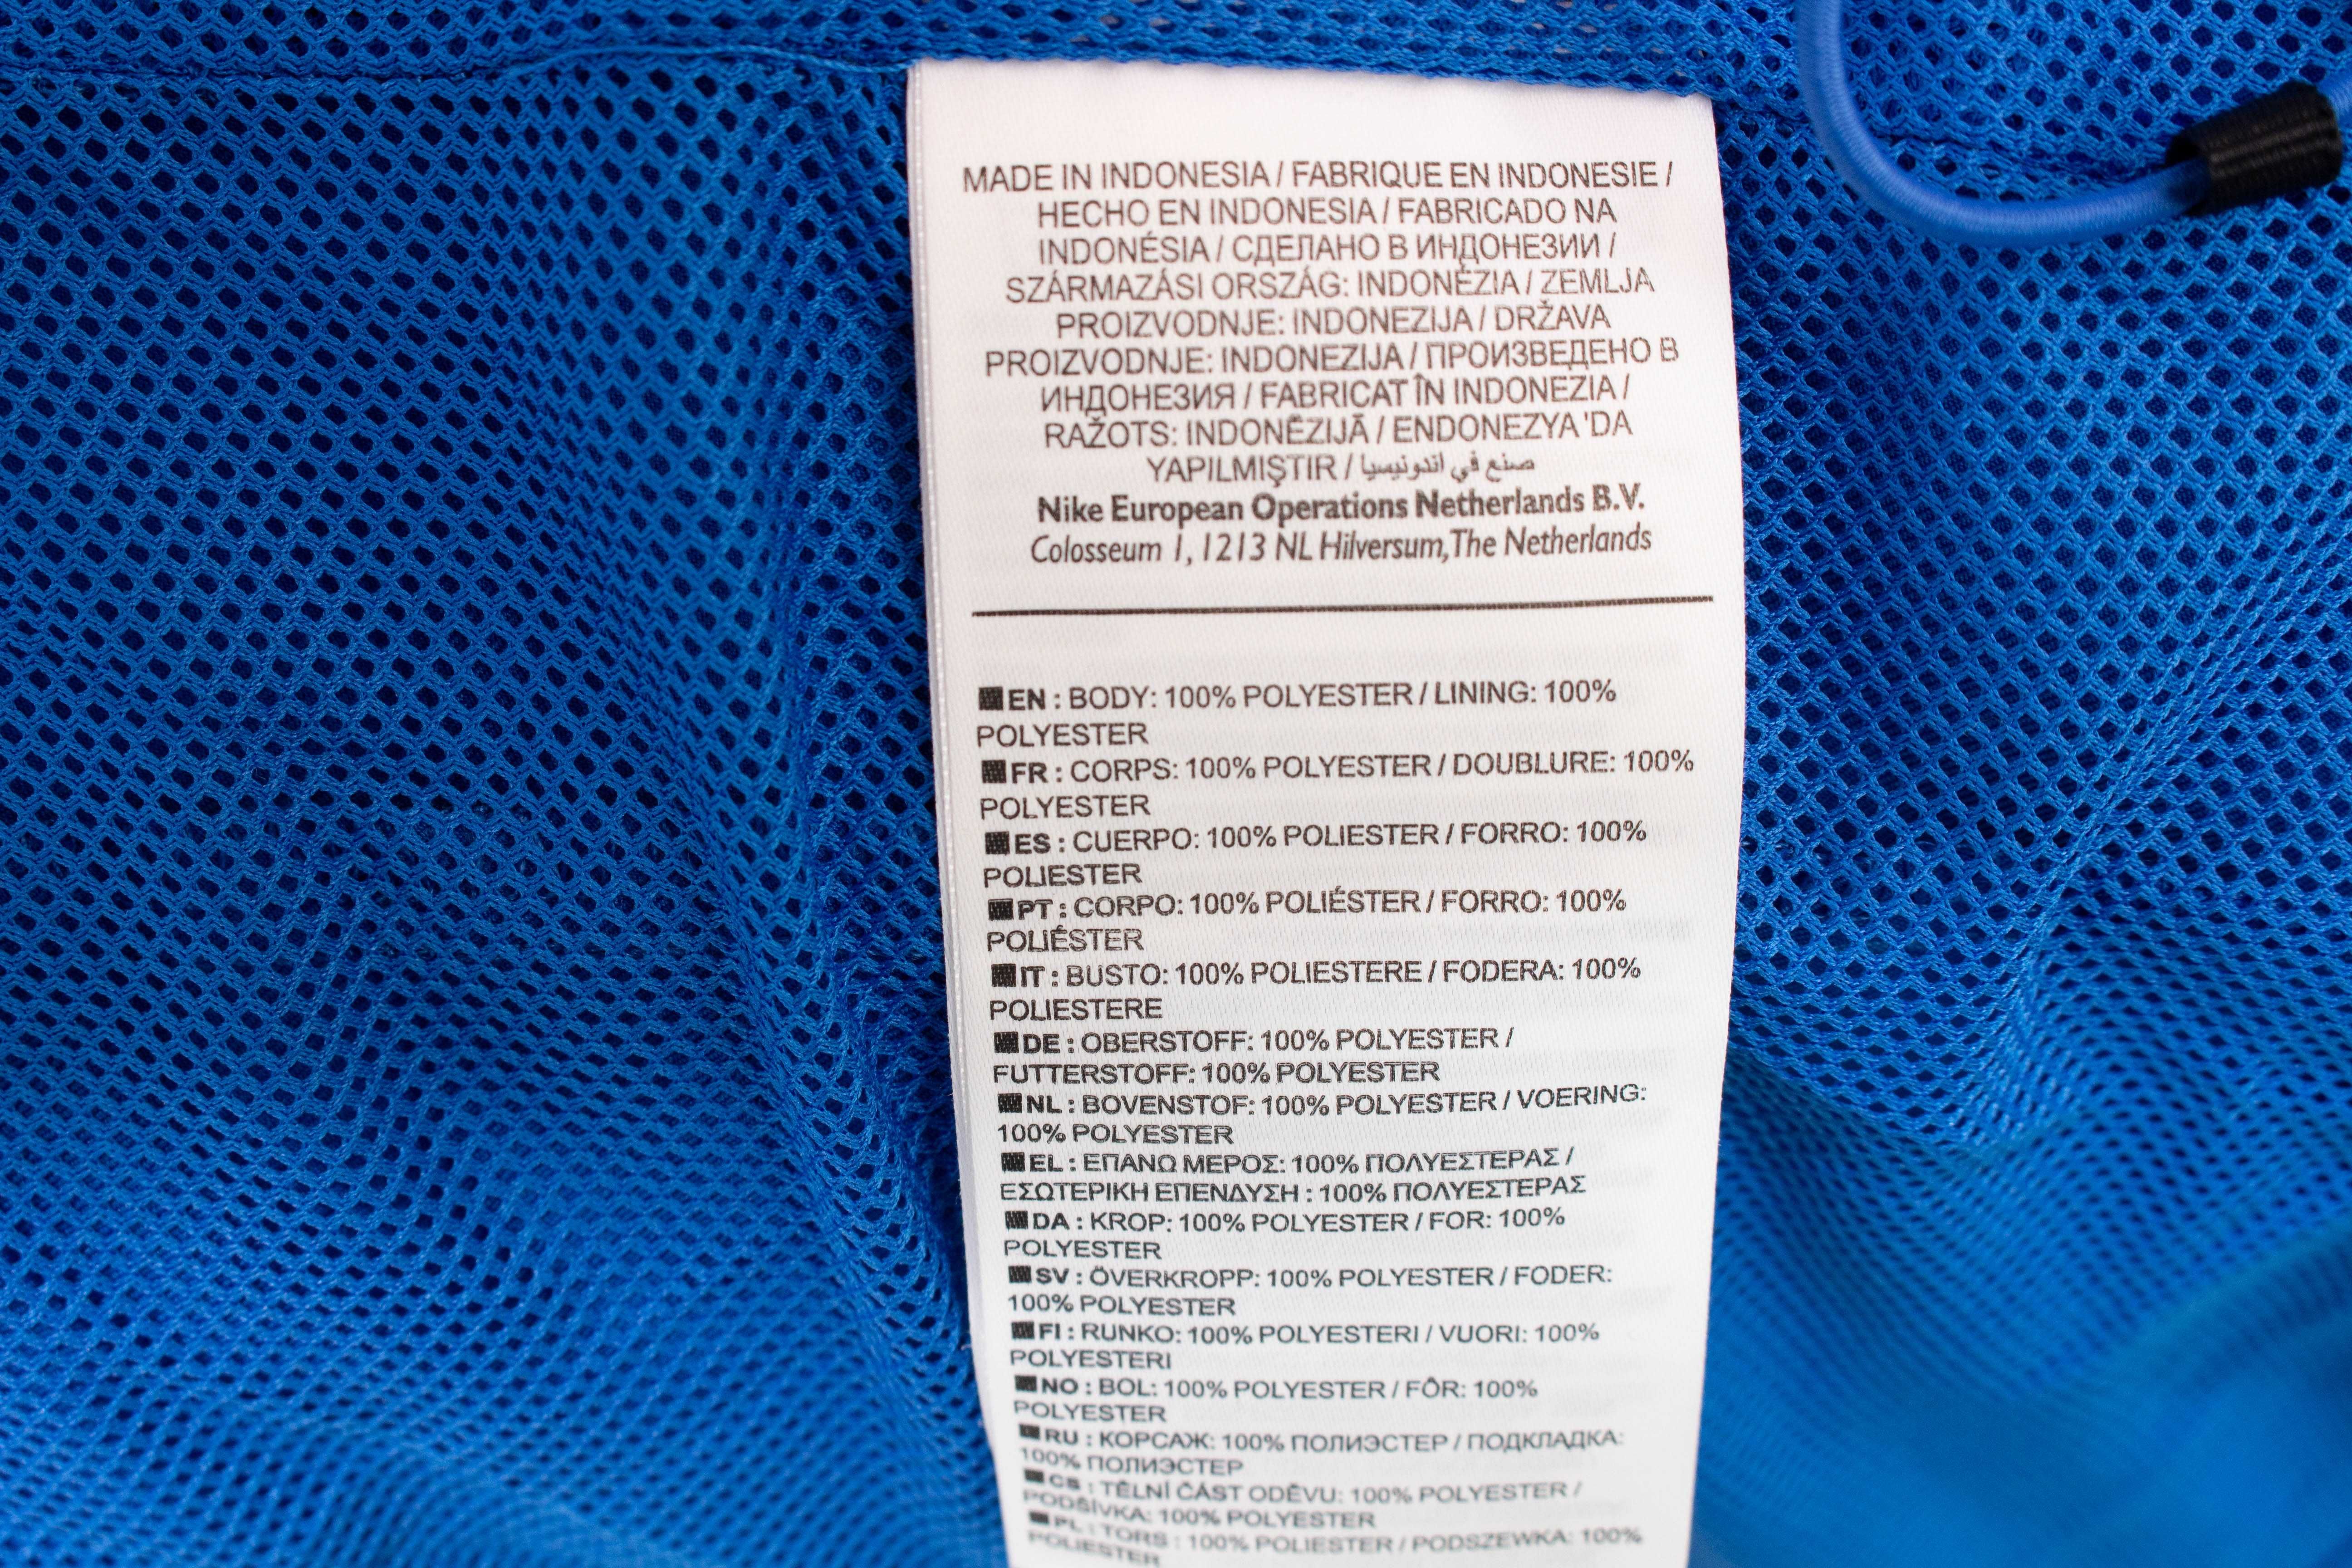 MADE IN INDONESIA / FABRIQUE EN INDONESIE /
HECHO EN INDONESIA / FABRICADO NA
INDONÉSIA / СДЕЛАНО В ИНДОНЕЗИИ /
SZÁRMAZÁSI ORSZÁG: INDONÉZIA / ZEMLJA
PROIZVODNJE: INDONEZIJA / DRŽAVA
PROIZVODNJE: INDONEZIJA / ПРОИЗВЕДЕНО В
ИНДОНЕЗИЯ / FABRICAT ÎN INDONEZIA /
RAŽOTS: INDONĒZIJĀ / ENDONEZYA 'DA
YAPILMIŞTIR / صنع في اندونيسيا
Nike European Operations Netherlands B.V.
Colosseum 1, 1213 NL Hilversum, The Netherlands
EN : BODY: 100% POLYESTER / LINING: 100%
POLYESTER
FR : CORPS: 100% POLYESTER / DOUBLURE: 100%
POLYESTER
ES : CUERPO: 100% POLIESTER / FORRO: 100%
POLIESTER
PT : CORPO: 100% POLIÉSTER / FORRO: 100%
POLIÉSTER
IT : BUSTO: 100% POLIESTERE / FODERA: 100%
POLIESTERE
DE : OBERSTOFF: 100% POLYESTER /
FUTTERSTOFF: 100% POLYESTER
NL : BOVENSTOF: 100% POLYESTER / VOERING:
100% POLYESTER
EL : ΕΠΑΝΩ ΜΕΡΟΣ: 100% ΠΟΛΥΕΣΤΕΡΑΣ /
ΕΣΩΤΕΡΙΚΗ ΕΠΕΝΔΥΣΗ : 100% ΠΟΛΥΕΣΤΕΡΑΣ
DA : KROP: 100% POLYESTER / FOR: 100%
POLYESTER
SV : ÖVERKROPP: 100% POLYESTER / FODER:
100% POLYESTER
FI : RUNKO: 100% POLYESTERI / VUORI: 100%
POLYESTERI
NO : BOL: 100% POLYESTER / FÔR: 100%
POLYESTER
RU : КОРСАЖ: 100% ПОЛИЭСТЕР / ПОДКЛАДКА:
100% ПОЛИЭСТЕР
CS : TĚLNÍ ČÁST ODĚVU: 100% POLYESTER /
PODŠÍVKA: 100% POLYESTER
PL : TORS : 100% POLIESTER / PODSZEWKA: 100%
POLIESTER